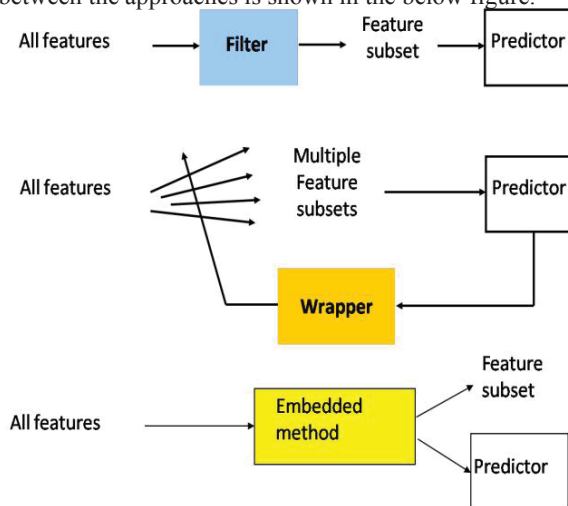 between the approaches is shown in the below figure.
All features
Filter
Feature
subset
Predictor
All features
Multiple
Feature
subsets
Predictor
Wrapper
All features
Embedded
method
Feature
subset
Predictor